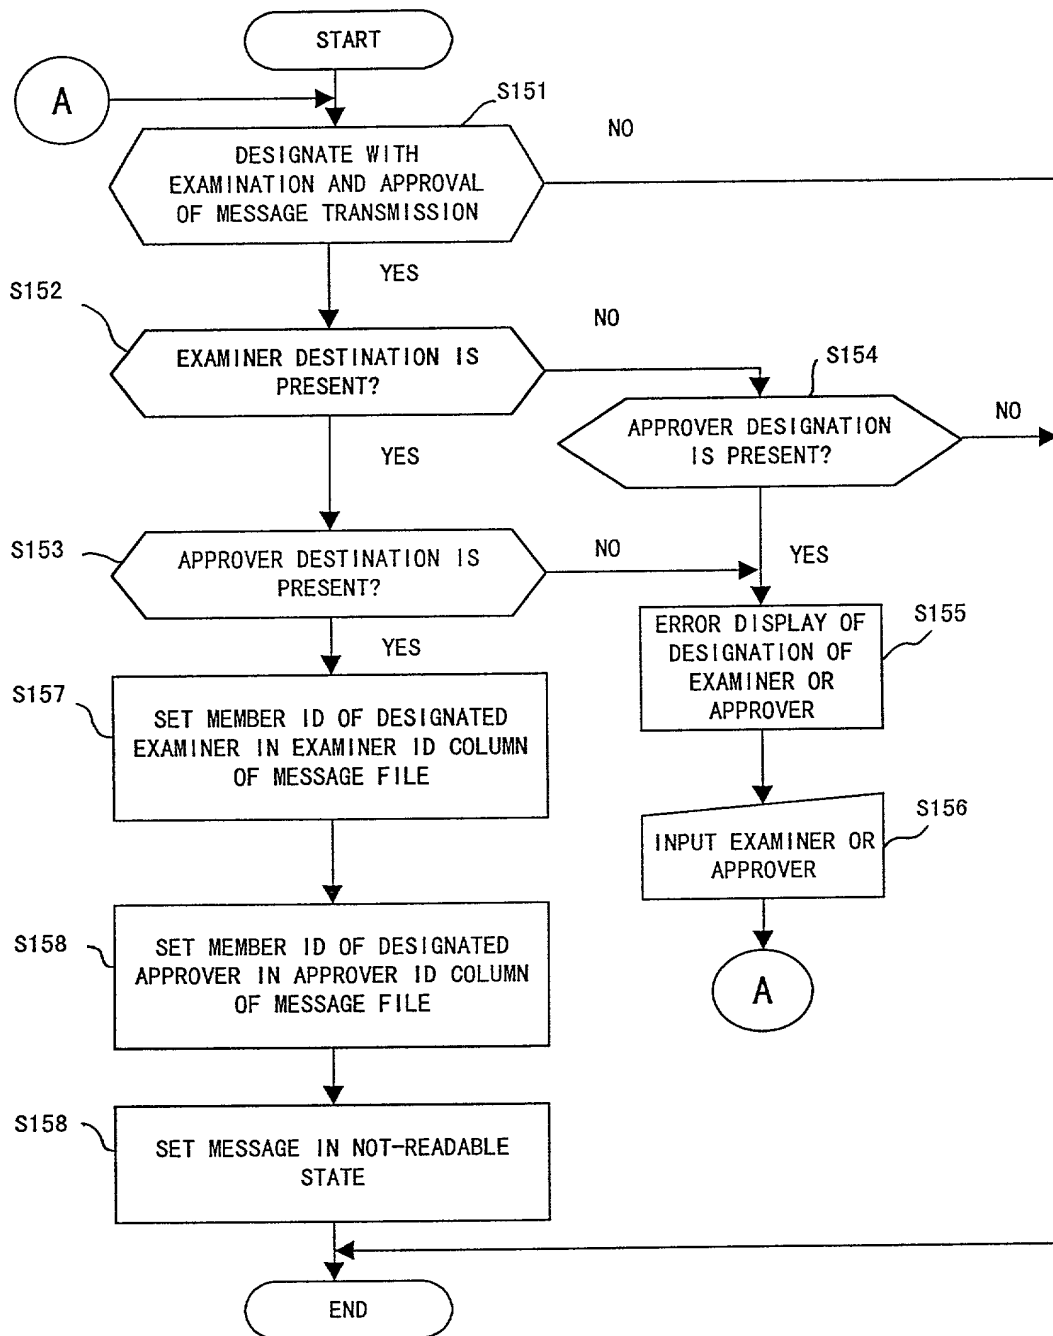 START
A
S151
NO
DESIGNATE WITH
EXAMINATION AND APPROVAL
OF MESSAGE TRANSMISSION
YES
S152
NO
EXAMINER DESTINATION IS
PRESENT?
S154
APPROVER DESIGNATION
IS PRESENT?
NO
YES
S153
APPROVER DESTINATION IS
PRESENT?
NO
YES
YES
S155
ERROR DISPLAY OF
DESIGNATION OF
EXAMINER OR
APPROVER
S157
SET MEMBER ID OF DESIGNATED
EXAMINER IN EXAMINER ID COLUMN
OF MESSAGE FILE
S156
INPUT EXAMINER OR
APPROVER
S158
SET MEMBER ID OF DESIGNATED
APPROVER IN APPROVER ID COLUMN
OF MESSAGE FILE
A
S158
SET MESSAGE IN NOT-READABLE
STATE
END